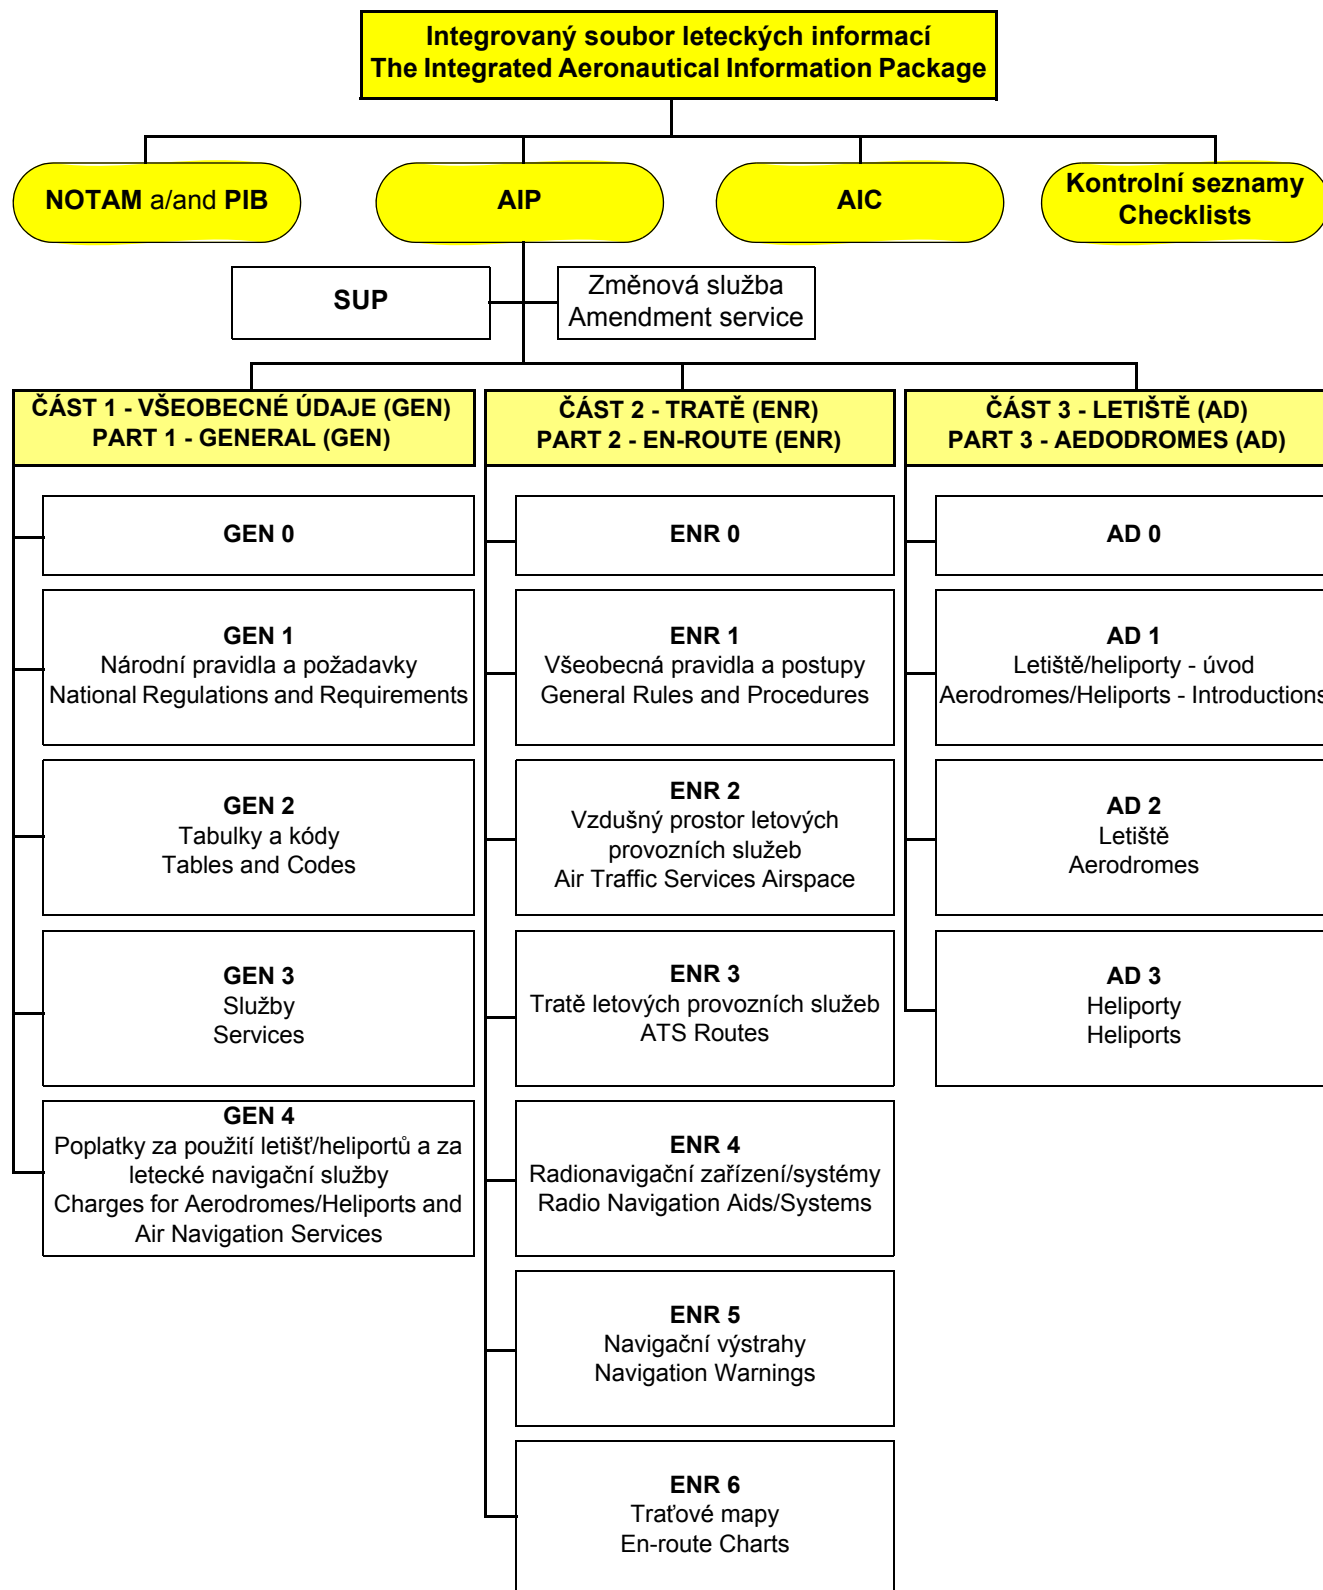 Integrovaný soubor leteckých informací
The Integrated Aeronautical Information Package
NOTAM a/and PIB
AIP
AIC
Kontrolní seznamy
Checklists
SUP
Změnová služba
Amendment service
ČÁST 1 - VŠEOBECNÉ ÚDAJE (GEN)
PART 1 - GENERAL (GEN)
ČÁST 2 - TRATĚ (ENR)
PART 2 - EN-ROUTE (ENR)
ČÁST 3 - LETIŠTĚ (AD)
PART 3 - AEDODROMES (AD)
GEN 0
GEN 1
Národní pravidla a požadavky
National Regulations and Requirements
GEN 2
Tabulky a kódy
Tables and Codes
GEN 3
Služby
Services
GEN 4
Poplatky za použití letišť/heliportů a za
letecké navigační služby
Charges for Aerodromes/Heliports and
Air Navigation Services
ENR 0
ENR 1
Všeobecná pravidla a postupy
General Rules and Procedures
ENR 2
Vzdušný prostor letových
provozních služeb
Air Traffic Services Airspace
ENR 3
Tratě letových provozních služeb
ATS Routes
ENR 4
Radionavigační zařízení/systémy
Radio Navigation Aids/Systems
ENR 5
Navigační výstrahy
Navigation Warnings
ENR 6
Traťové mapy
En-route Charts
AD 0
AD 1
Letiště/heliporty - úvod
Aerodromes/Heliports - Introductions
AD 2
Letiště
Aerodromes
AD 3
Heliporty
Heliports